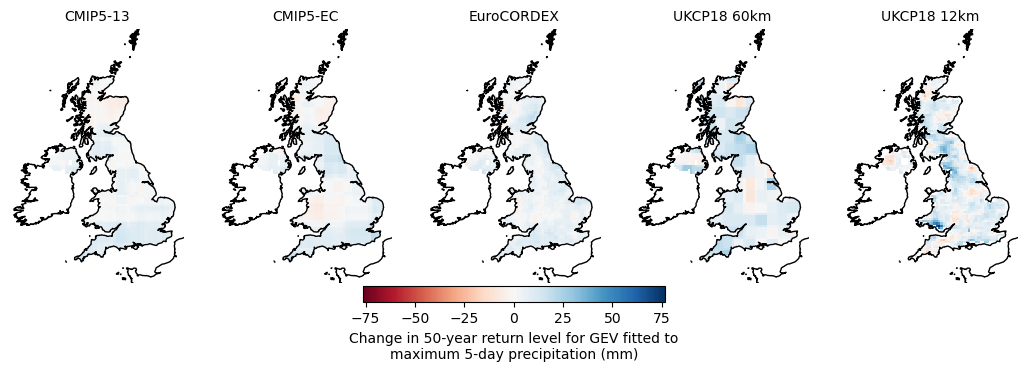 CMIP5-13 CMIP5-EC EuroCORDEX UKCP18 60km UKCP18 12km
−75 −50 −25 0 25 50 75
Change in 50-year return level for GEV fitted to
maximum 5-day precipitation (mm)